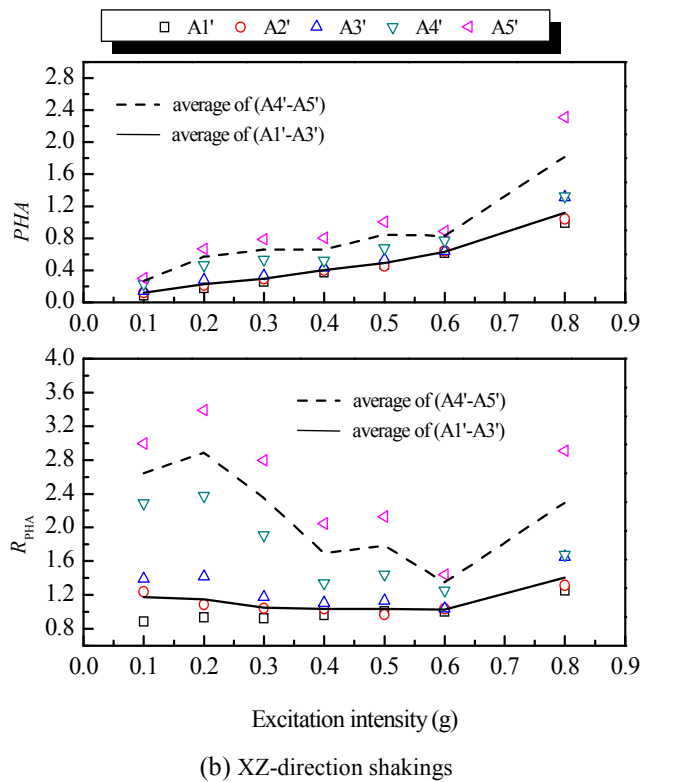 A1' A2' A3' A4' A5'
2.8
2.4
2.0
1.6
1.2
0.8
0.4
0.0
PHA
average of (A4'-A5')
average of (A1'-A3')
0.0 0.1 0.2 0.3 0.4 0.5 0.6 0.7 0.8 0.9
4.0
3.6
3.2
2.8
2.4
2.0
1.6
1.2
0.8
R_PHA
average of (A4'-A5')
average of (A1'-A3')
0.0 0.1 0.2 0.3 0.4 0.5 0.6 0.7 0.8 0.9
Excitation intensity (g)
(b) XZ-direction shakings